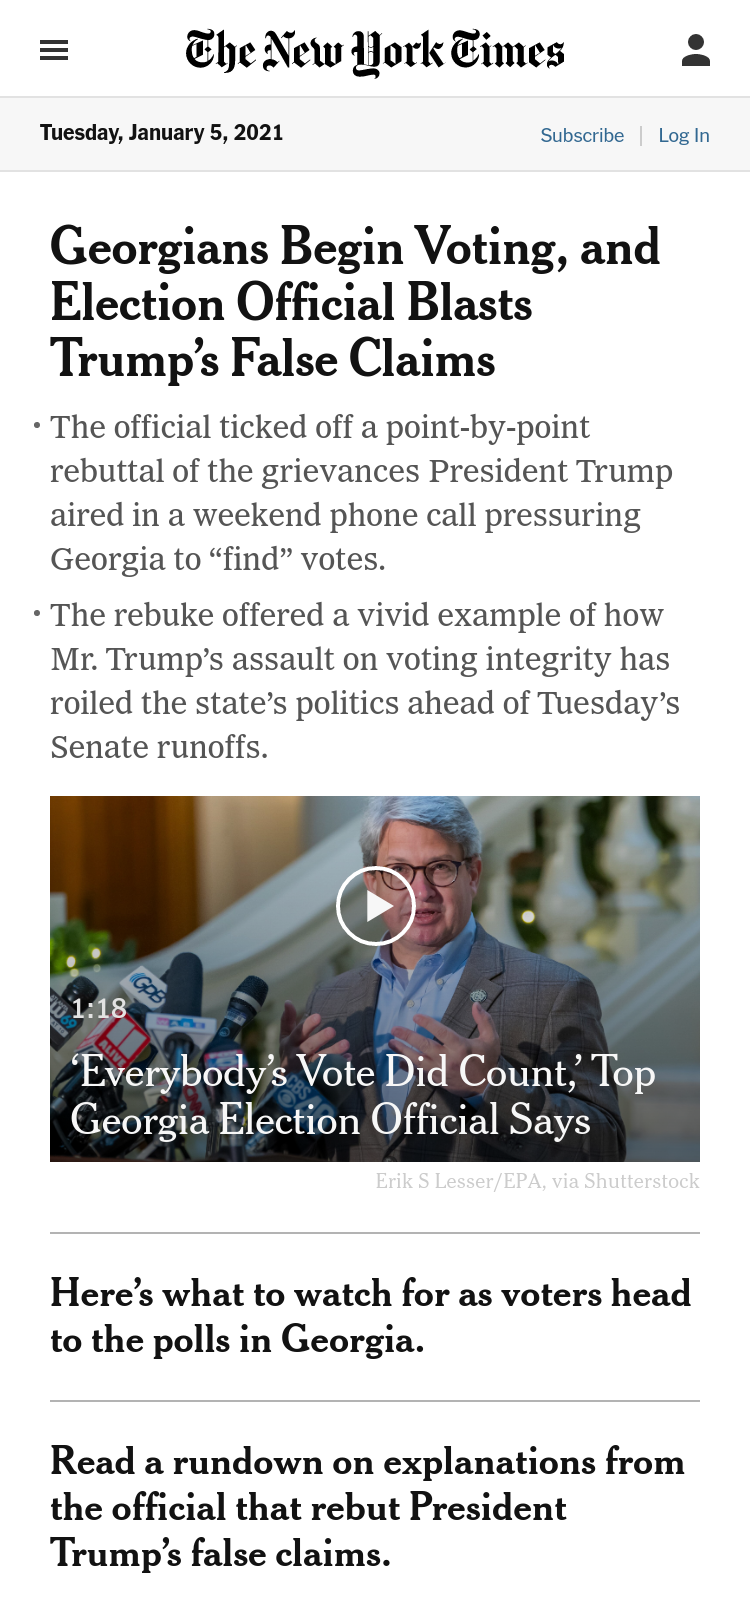 The New York Times
Tuesday, January 5, 2021
Subscribe | Log In
Georgians Begin Voting, and
Election Official Blasts
Trump’s False Claims
• The official ticked off a point-by-point
rebuttal of the grievances President Trump
aired in a weekend phone call pressuring
Georgia to “find” votes.
• The rebuke offered a vivid example of how
Mr. Trump’s assault on voting integrity has
roiled the state’s politics ahead of Tuesday’s
Senate runoffs.
GPB
1:18
69
ALIVE
CBS
‘Everybody’s Vote Did Count,’ Top
Georgia Election Official Says
Erik S Lesser/EPA, via Shutterstock
Here’s what to watch for as voters head
to the polls in Georgia.
Read a rundown on explanations from
the official that rebut President
Trump’s false claims.